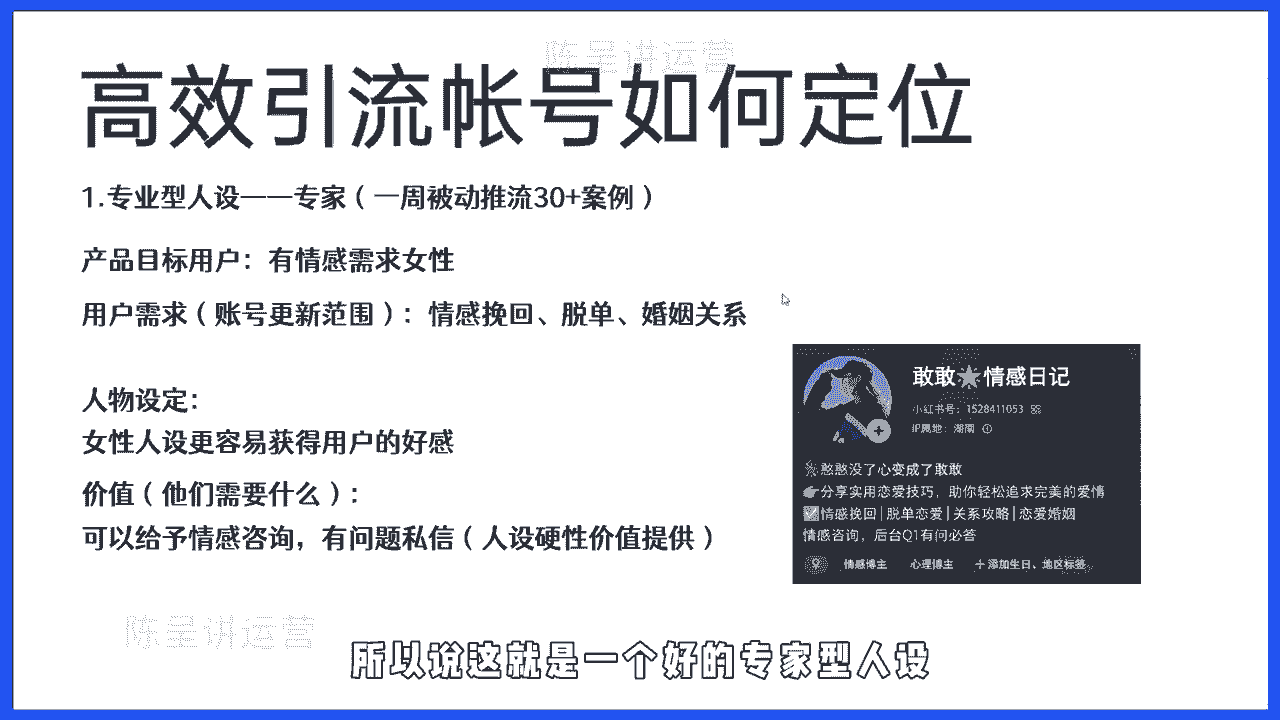 陈呈讲运营
高效引流帐号如何定位
1.专业型人设——专家（一周被动推流30+案例）
产品目标用户：有情感需求女性
用户需求（账号更新范围）：情感挽回、脱单、婚姻关系
人物设定：
女性人设更容易获得用户的好感
价值（他们需要什么）：
可以给予情感咨询，有问题私信（人设硬性价值提供）
敢敢★情感日记
小红书号：1528411053
IP属地：湖南
憨憨没了心变成了敢敢
分享实用恋爱技巧，助你轻松追求完美的爱情
情感挽回|脱单恋爱|关系攻略|恋爱婚姻
情感咨询，后台Q1有问必答
情感博主 心理博主 + 添加生日、地区标签
陈呈讲运营
所以说这就是一个好的专家型人设